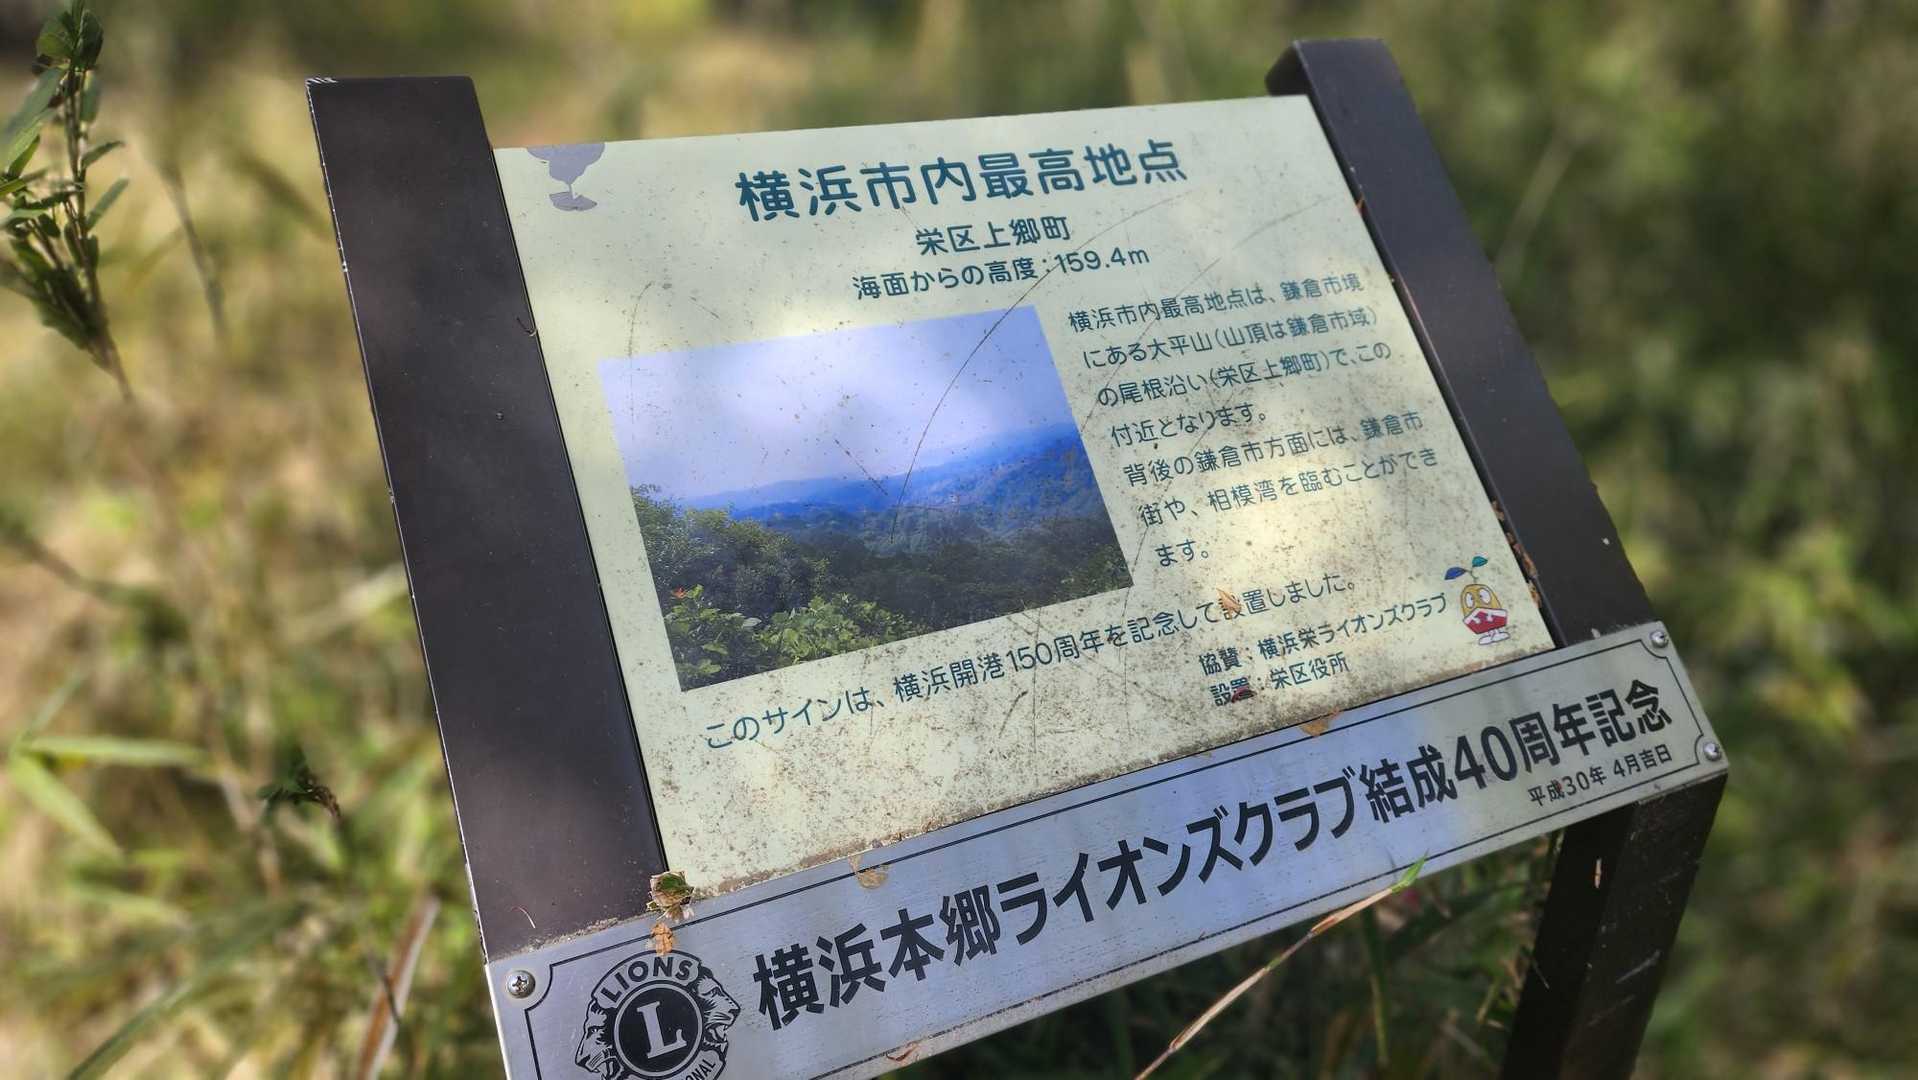 横浜市内最高地点
栄区上郷町
海面からの高度：159.4m
横浜市内最高地点は、鎌倉市境
にある大平山（山頂は鎌倉市域）
の尾根沿い（栄区上郷町）で、この
付近となります。
背後の鎌倉市方面には、鎌倉市
街や、相模湾を臨むことができ
ます。
このサインは、横浜開港150周年を記念して設置しました。
協賛：横浜栄ライオンズクラブ
設置：栄区役所
横浜本郷ライオンズクラブ結成40周年記念
平成30年 4月吉日
LIONS
L